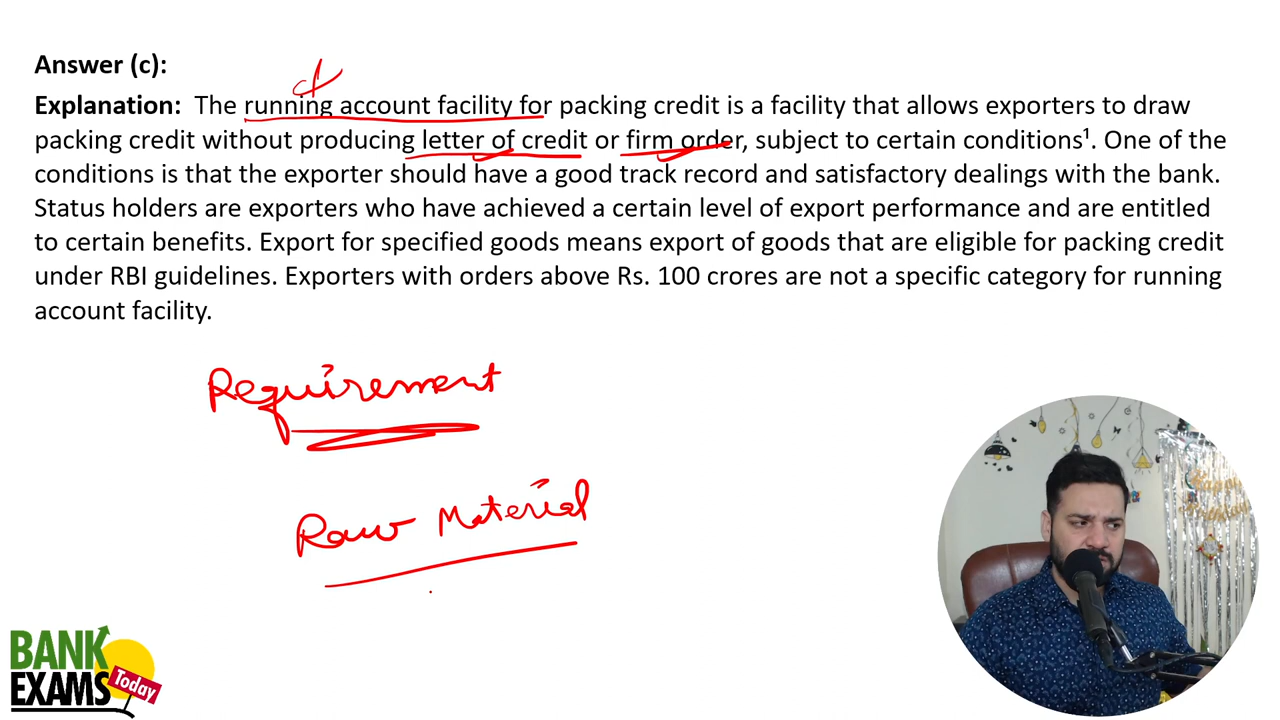 Answer (c):
Explanation: The running account facility for packing credit is a facility that allows exporters to draw
packing credit without producing letter of credit or firm order, subject to certain conditions¹. One of the
conditions is that the exporter should have a good track record and satisfactory dealings with the bank.
Status holders are exporters who have achieved a certain level of export performance and are entitled
to certain benefits. Export for specified goods means export of goods that are eligible for packing credit
under RBI guidelines. Exporters with orders above Rs. 100 crores are not a specific category for running
account facility.
Requirement
Raw Material
BANK
EXAMS
Today